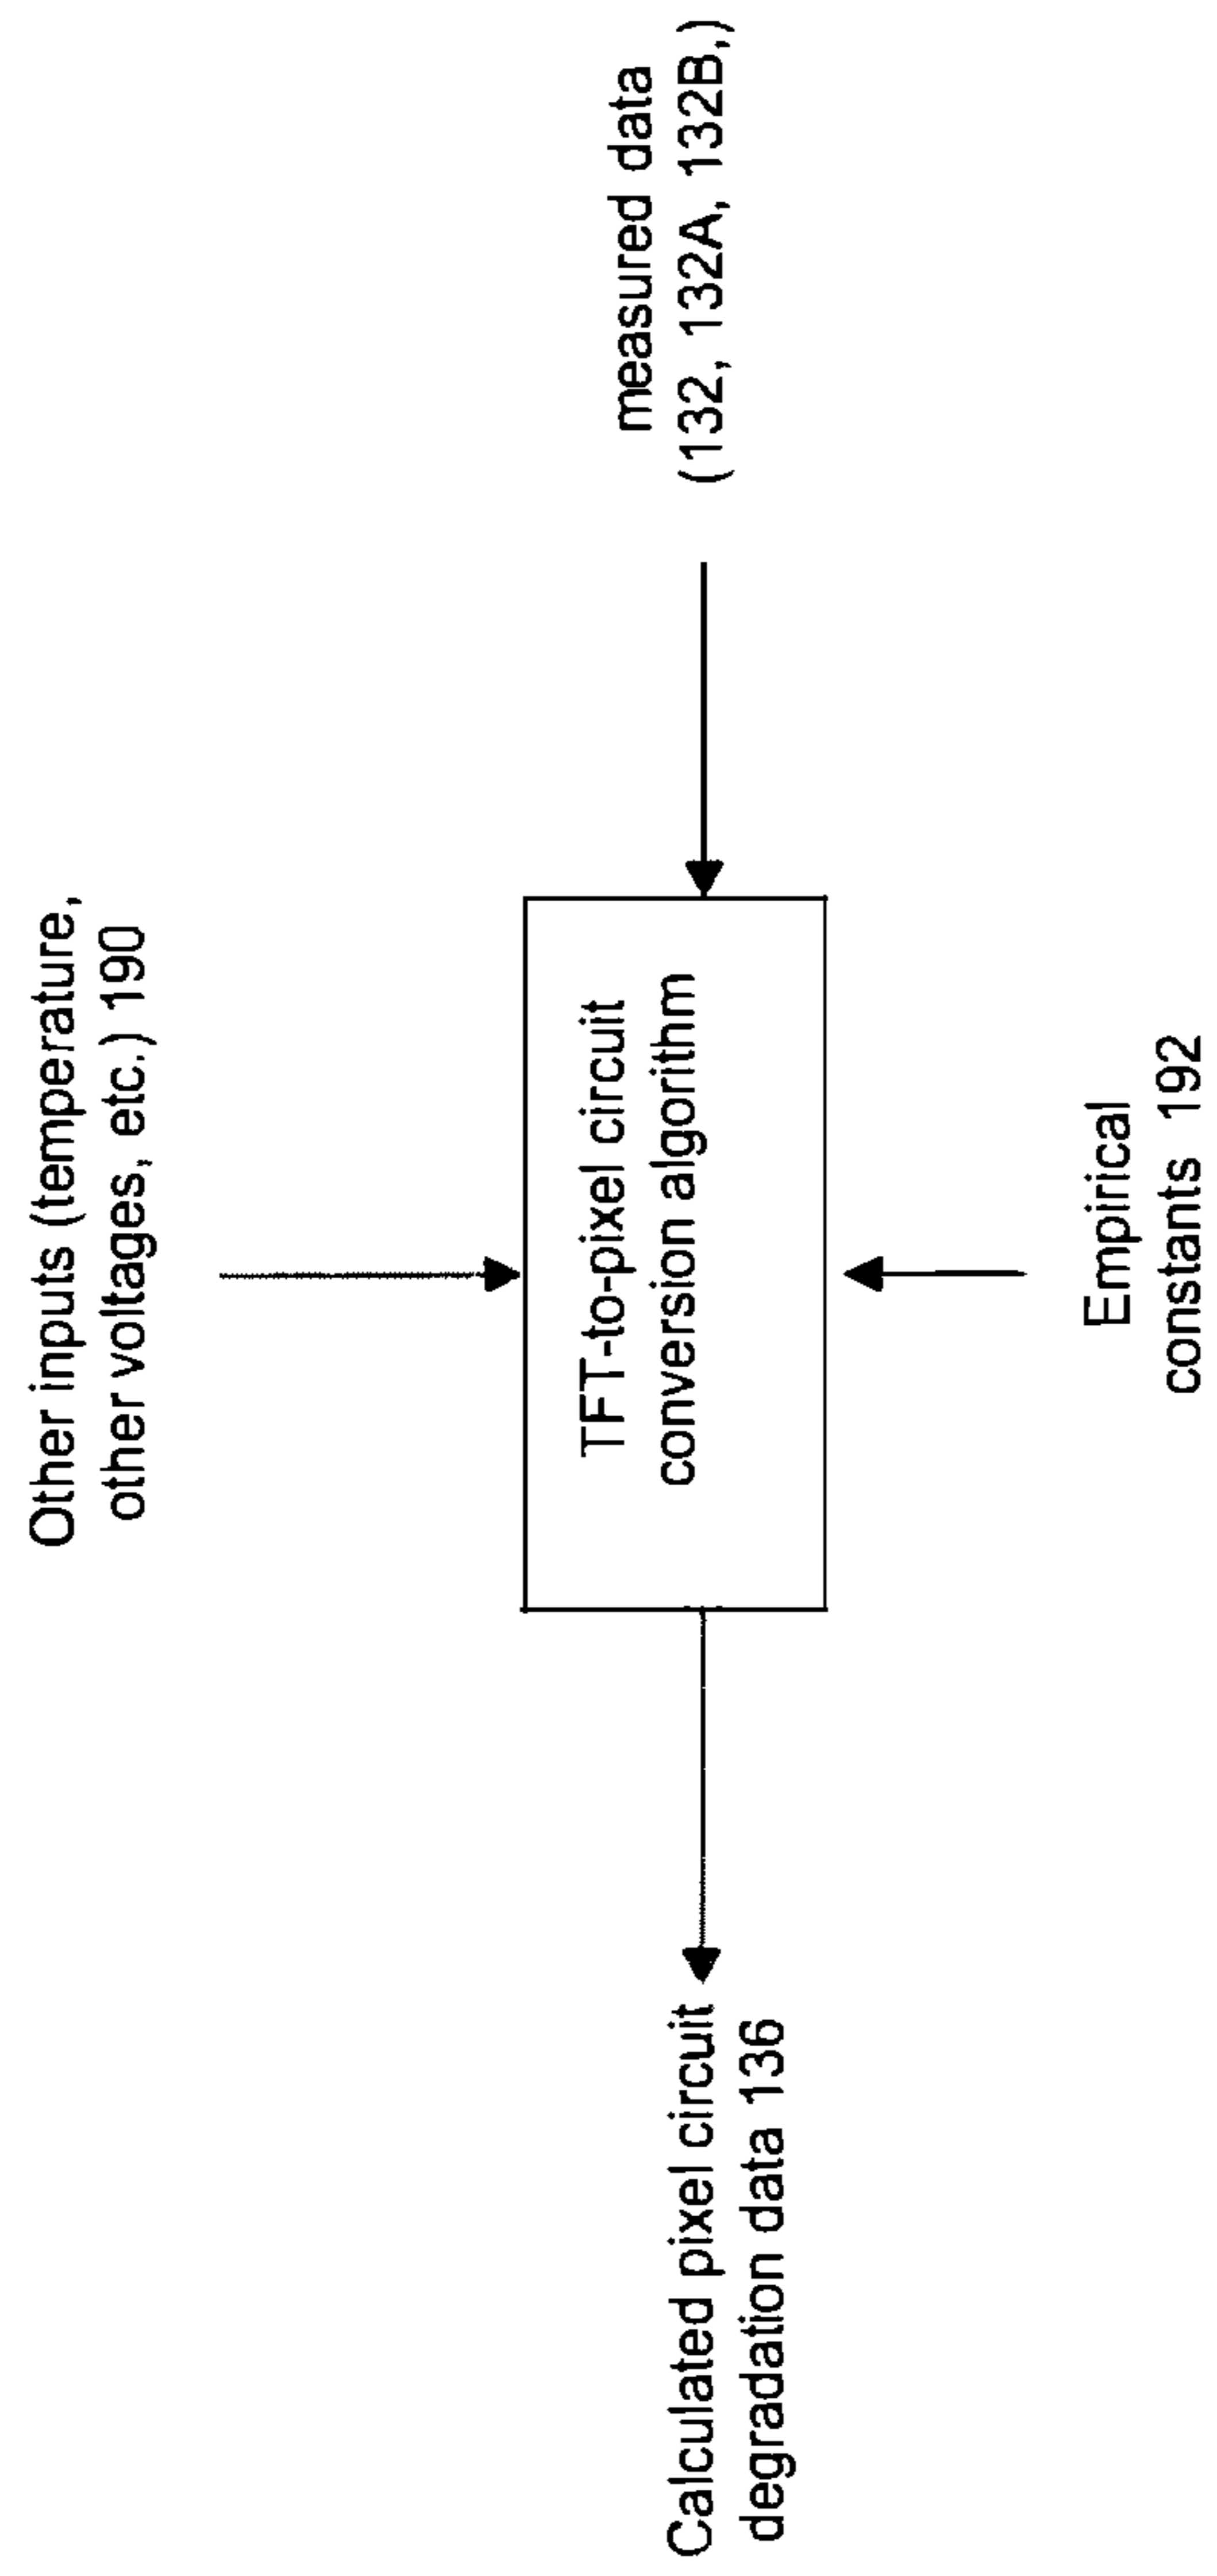 Other inputs (temperature,
other voltages, etc.) 190
measured data
(132, 132A, 132B,)
TFT-to-pixel circuit
conversion algorithm
Calculated pixel circuit
degradation data 136
Empirical
constants 192